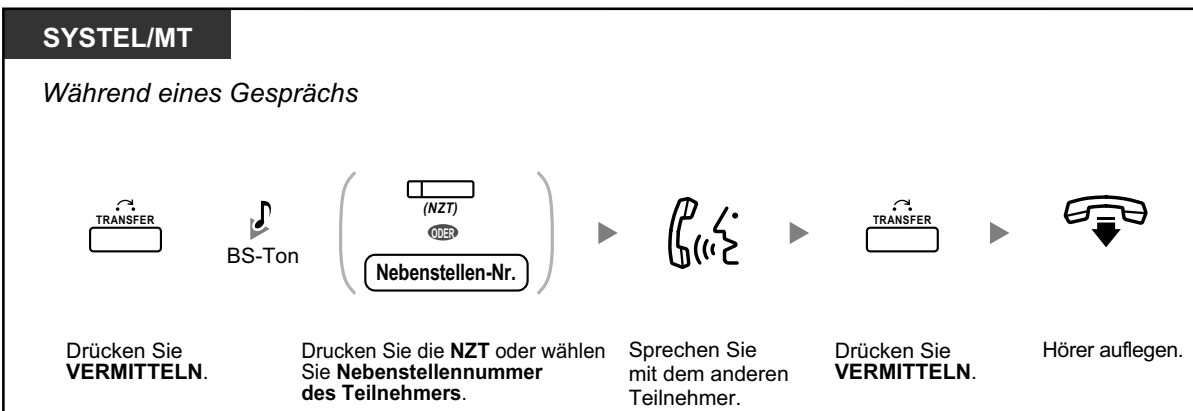 SYSTEL/MT
Während eines Gesprächs
TRANSFER
BS-Ton
(NZT)
ODER
Nebenstellen-Nr.
TRANSFER
Drücken Sie
VERMITTELN.
Drucken Sie die NZT oder wählen
Sie Nebenstellennummer
des Teilnehmers.
Sprechen Sie
mit dem anderen
Teilnehmer.
Drücken Sie
VERMITTELN.
Hörer auflegen.